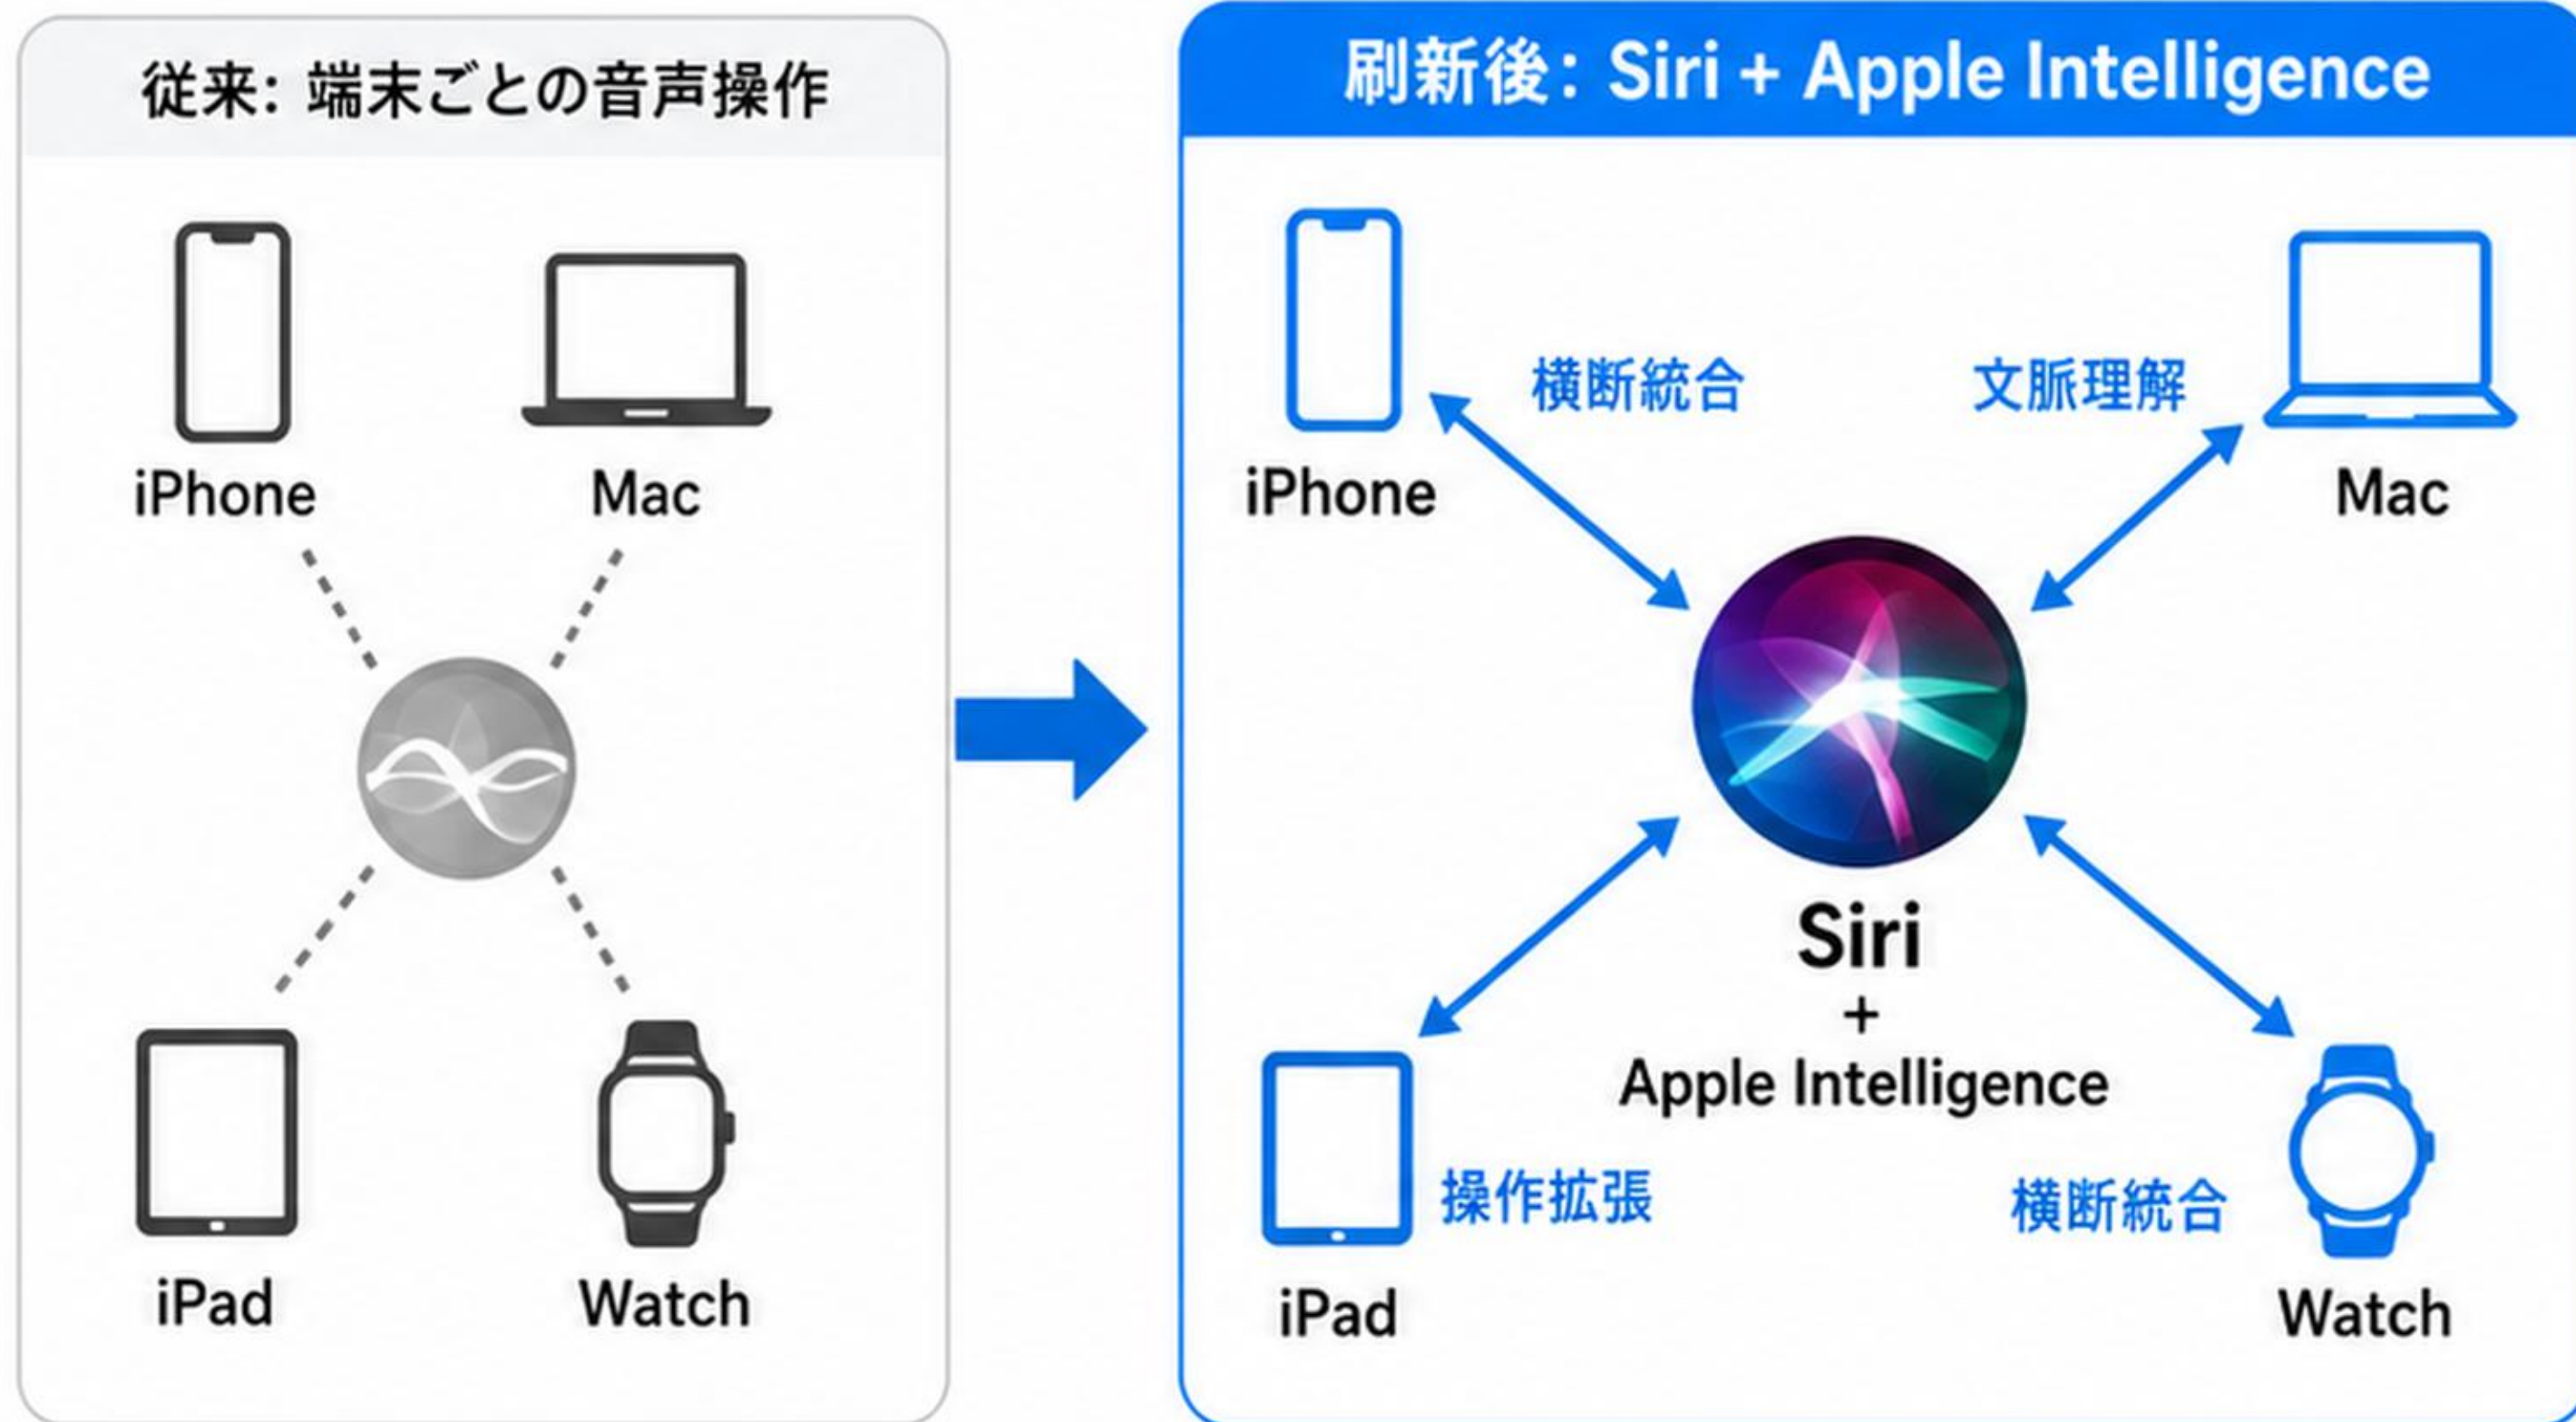 従来: 端末ごとの音声操作
iPhone
Mac
iPad
Watch
刷新後: Siri + Apple Intelligence
iPhone
横断統合
文脈理解
Mac
Siri
+
Apple Intelligence
iPad
操作拡張
横断統合
Watch